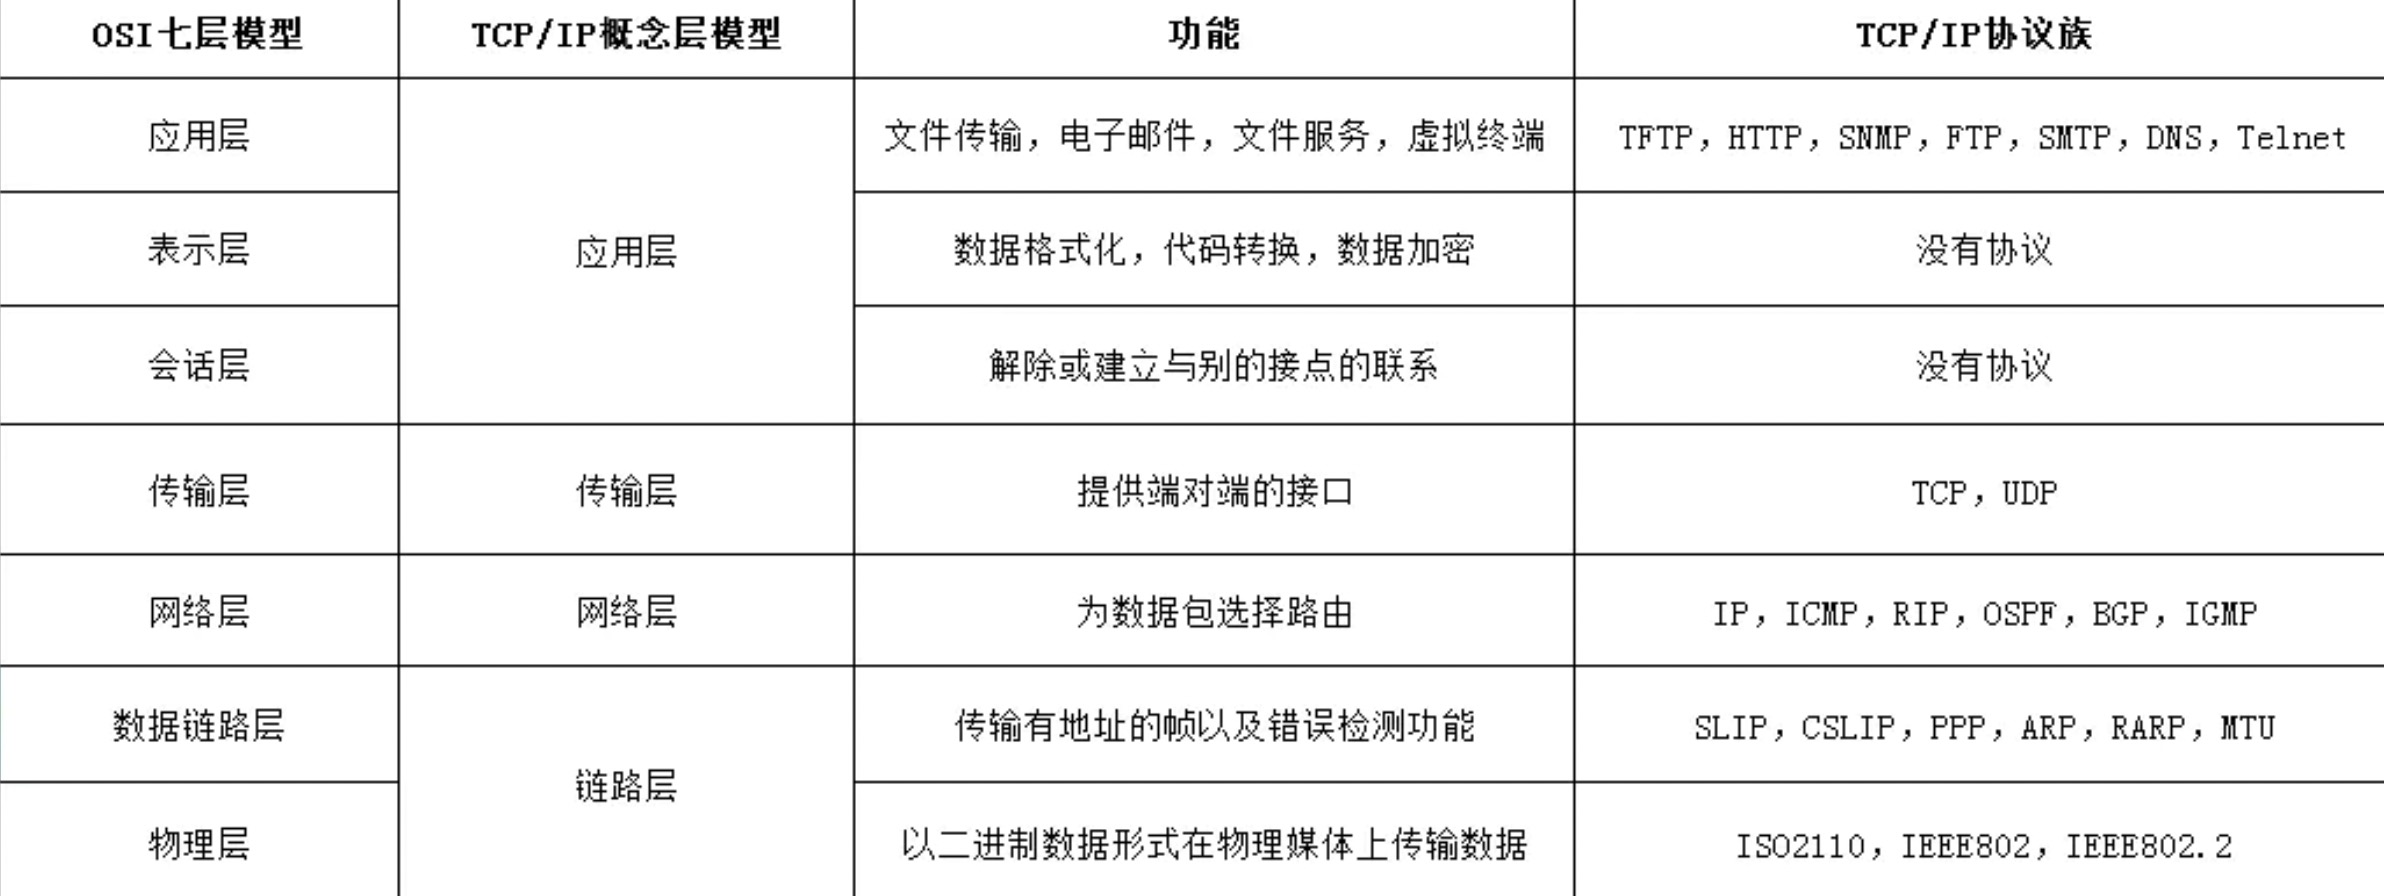 OSI七层模型 TCP/IP概念层模型 功能 TCP/IP协议族
应用层 文件传输，电子邮件，文件服务，虚拟终端 TFTP，HTTP，SNMP，FTP，SMTP，DNS，Telnet
表示层 应用层 数据格式化，代码转换，数据加密 没有协议
会话层 解除或建立与别的接点的联系 没有协议
传输层 传输层 提供端对端的接口 TCP，UDP
网络层 网络层 为数据包选择路由 IP，ICMP，RIP，OSPF，BGP，IGMP
数据链路层 传输有地址的帧以及错误检测功能 SLIP，CSLIP，PPP，ARP，RARP，MTU
链路层
物理层 以二进制数据形式在物理媒体上传输数据 ISO2110，IEEE802，IEEE802.2